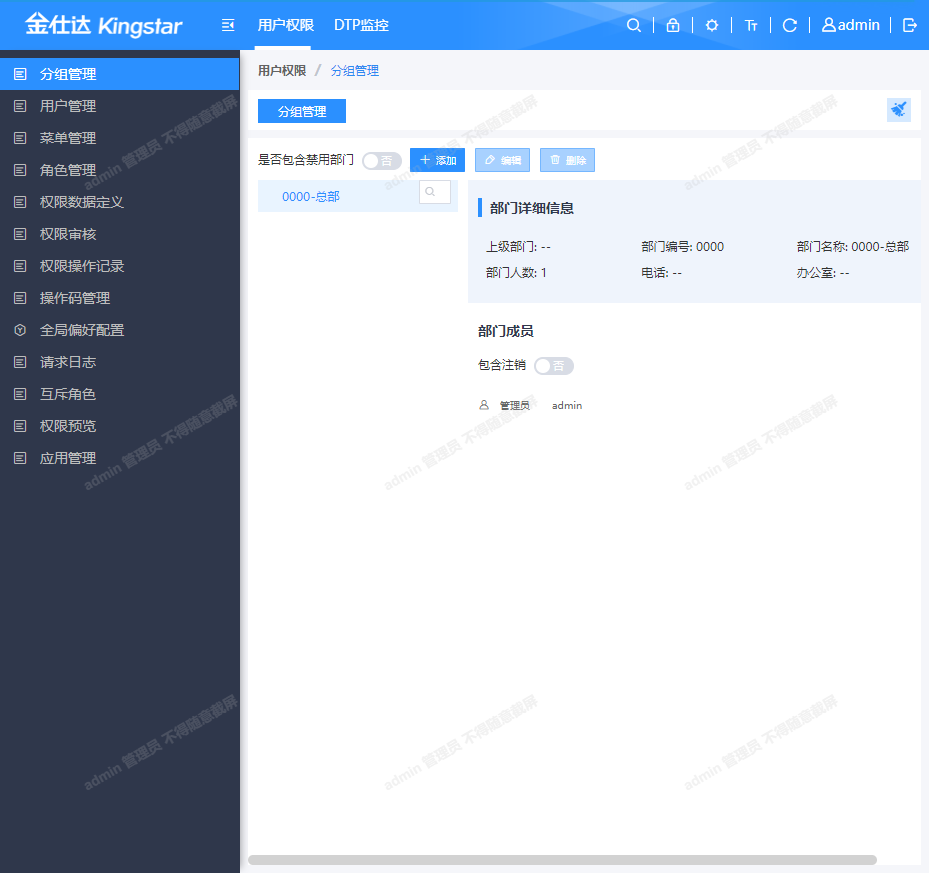 金仕达 Kingstar 用户权限 DTP监控 Tr admin
分组管理
用户管理
菜单管理
角色管理
权限数据定义
权限审核
权限操作记录
操作码管理
全局偏好配置
请求日志
互斥角色
权限预览
应用管理
用户权限 / 分组管理
分组管理
是否包含禁用部门 否 添加 编辑 删除
0000-总部
部门详细信息
上级部门: -- 部门编号: 0000 部门名称: 0000-总部
部门人数: 1 电话: -- 办公室: --
部门成员
包含注销 否
管理员 admin
admin 管理员 不得随意截屏
admin 管理员 不得随意截屏
admin 管理员 不得随意截屏
admin 管理员 不得随意截屏
admin 管理员 不得随意截屏
admin 管理员 不得随意截屏
admin 管理员 不得随意截屏
admin 管理员 不得随意截屏
admin 管理员 不得随意截屏